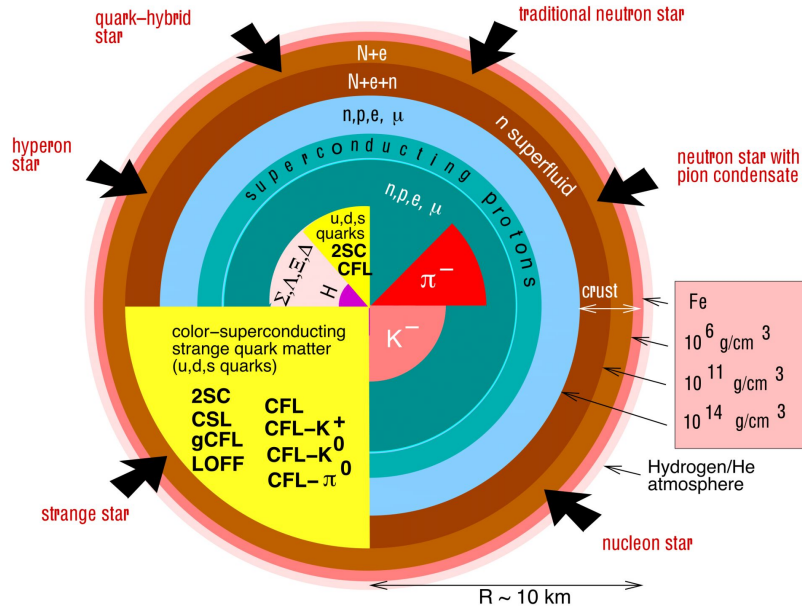 quark–hybrid
star
traditional neutron star
N+e
N+e+n
n,p,e, μ
n superfluid
hyperon
star
neutron star with
pion condensate
superconducting protons
n,p,e, μ
u,d,s
quarks
2SC
CFL
Σ,Λ,Ξ,Δ
H
π⁻
K⁻
crust
Fe
10⁶ g/cm³
10¹¹ g/cm³
10¹⁴ g/cm³
Hydrogen/He
atmosphere
color–superconducting
strange quark matter
(u,d,s quarks)
2SC
CSL
gCFL
LOFF
CFL
CFL–K⁺
CFL–K⁰
CFL–π⁰
strange star
nucleon star
R ~ 10 km